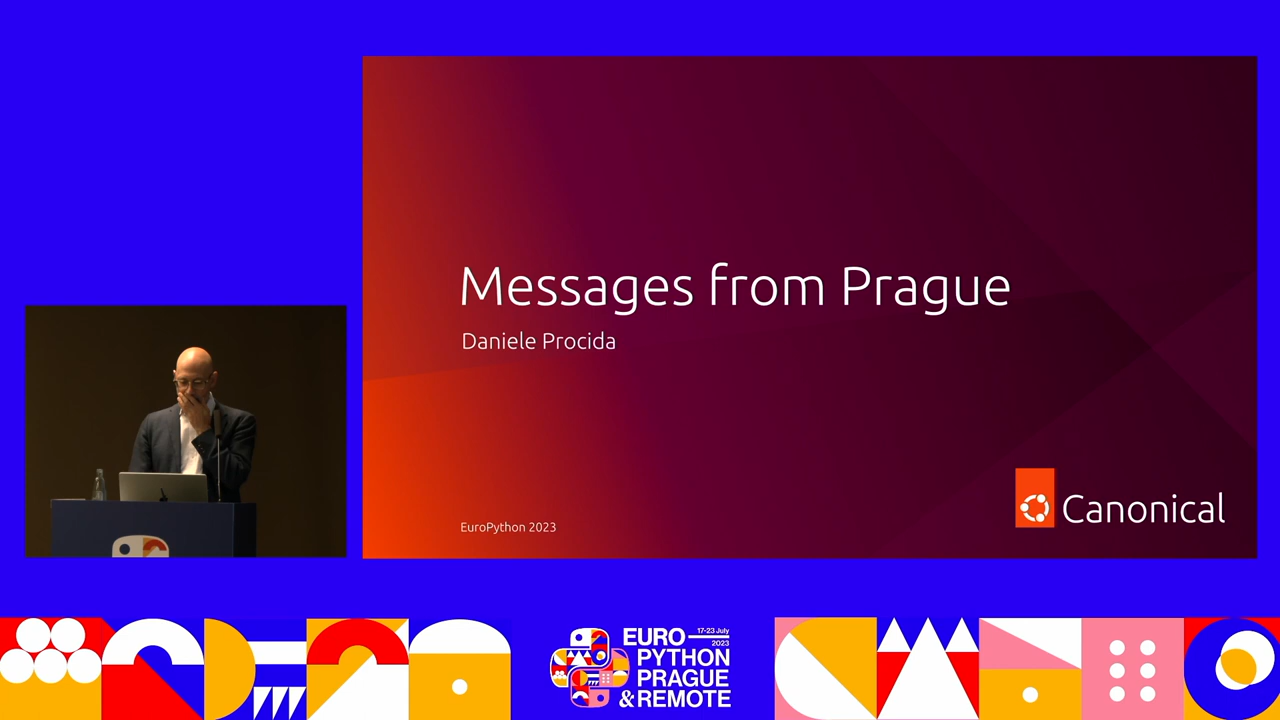 Messages from Prague
Daniele Procida
EuroPython 2023
Canonical
EURO
17-23 July
2023
PYTHON
PRAGUE
& REMOTE